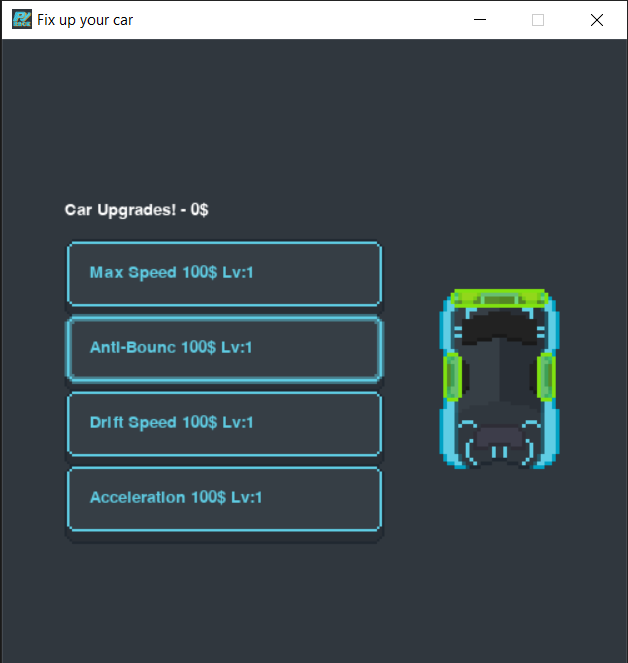 Fix up your car
Car Upgrades! - 0$
Max Speed 100$ Lv:1
Anti-Bounc 100$ Lv:1
Drift Speed 100$ Lv:1
Acceleration 100$ Lv:1